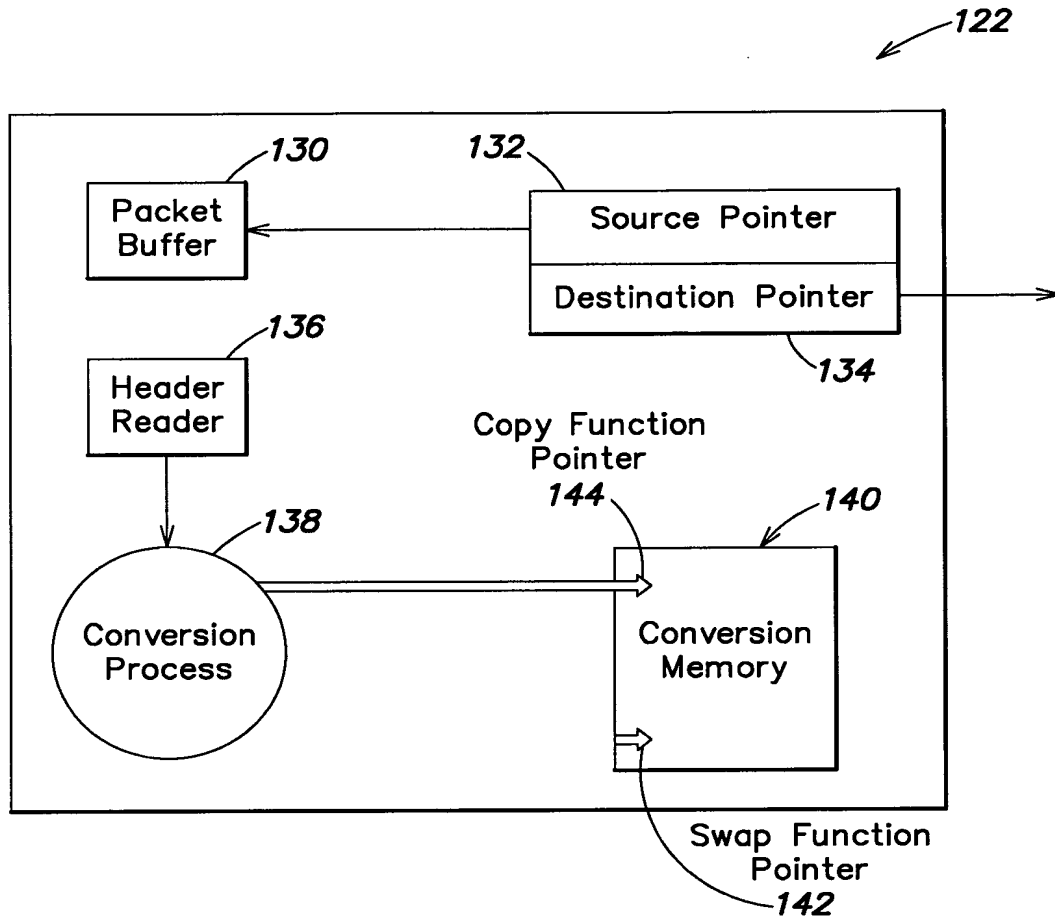 122
130
Packet
Buffer
132
Source Pointer
Destination Pointer
134
136
Header
Reader
Copy Function
Pointer
144
140
138
Conversion
Process
Conversion
Memory
Swap Function
Pointer
142